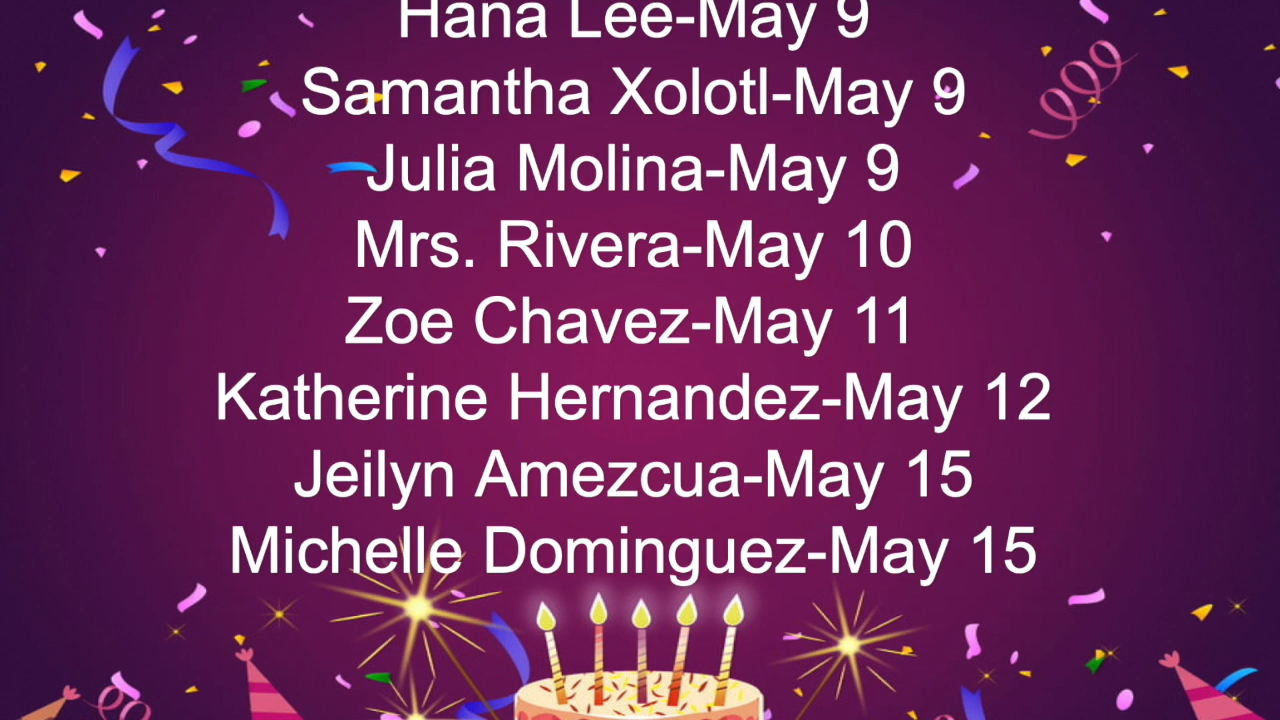 Hana Lee-May 9
Samantha Xolotl-May 9
Julia Molina-May 9
Mrs. Rivera-May 10
Zoe Chavez-May 11
Katherine Hernandez-May 12
Jeilyn Amezcua-May 15
Michelle Dominguez-May 15